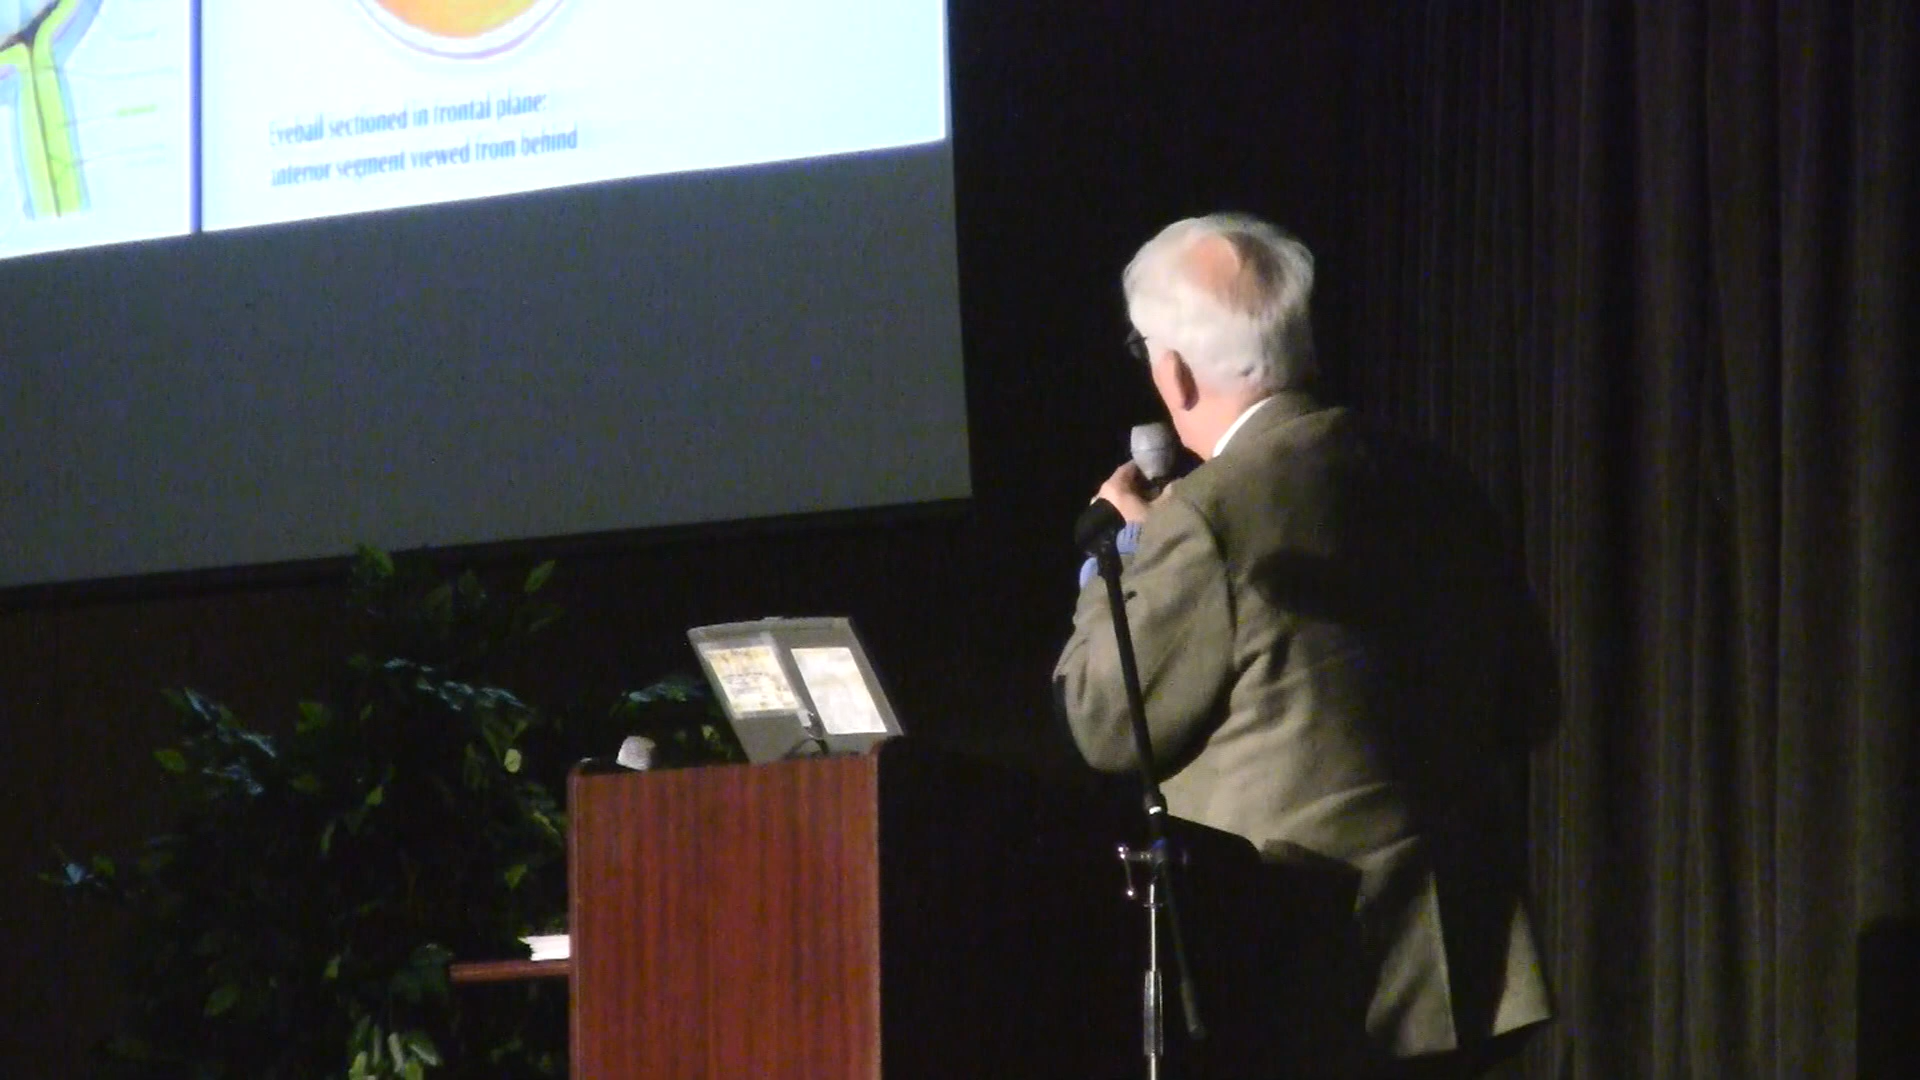 Eyeball sectioned in frontal plane:
anterior segment viewed from behind